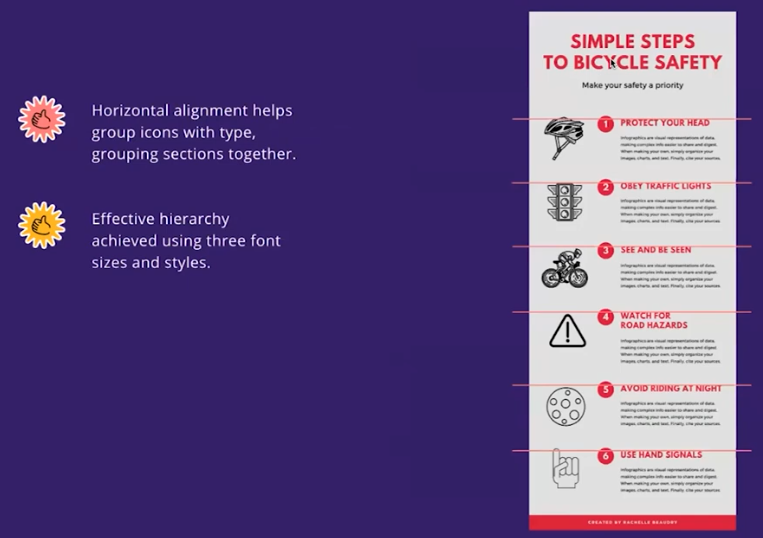 Horizontal alignment helps
group icons with type,
grouping sections together.
Effective hierarchy
achieved using three font
sizes and styles.
SIMPLE STEPS
TO BICYCLE SAFETY
Make your safety a priority
1 PROTECT YOUR HEAD
Infographics are visual representations of data,
making complex info easier to share and digest.
When making your own, simply organize your
images, charts, and text. Finally, cite your sources.
2 OBEY TRAFFIC LIGHTS
Infographics are visual representations of data,
making complex info easier to share and digest.
When making your own, simply organize your
images, charts, and text. Finally, cite your sources.
3 SEE AND BE SEEN
Infographics are visual representations of data,
making complex info easier to share and digest.
When making your own, simply organize your
images, charts, and text. Finally, cite your sources.
4 WATCH FOR
ROAD HAZARDS
Infographics are visual representations of data,
making complex info easier to share and digest.
When making your own, simply organize your
images, charts, and text. Finally, cite your sources.
5 AVOID RIDING AT NIGHT
Infographics are visual representations of data,
making complex info easier to share and digest.
When making your own, simply organize your
images, charts, and text. Finally, cite your sources.
6 USE HAND SIGNALS
Infographics are visual representations of data,
making complex info easier to share and digest.
When making your own, simply organize your
images, charts, and text. Finally, cite your sources.
CREATED BY RACHELLE BEAUDRY